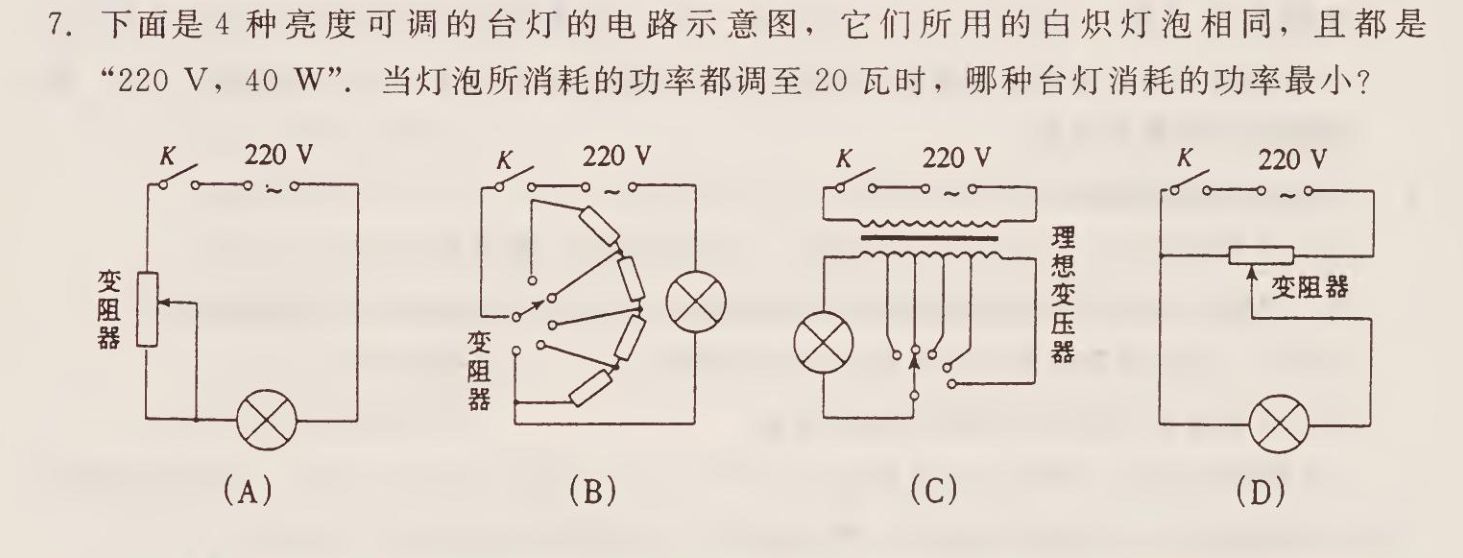 7. 下面是 4 种亮度可调的台灯的电路示意图，它们所用的白炽灯泡相同，且都是
“220 V，40 W”．当灯泡所消耗的功率都调至 20 瓦时，哪种台灯消耗的功率最小？
K 220 V
K 220 V
K 220 V
K 220 V
~
~
~
~
变阻器
变阻器
理想变压器
变阻器
(A)
(B)
(C)
(D)